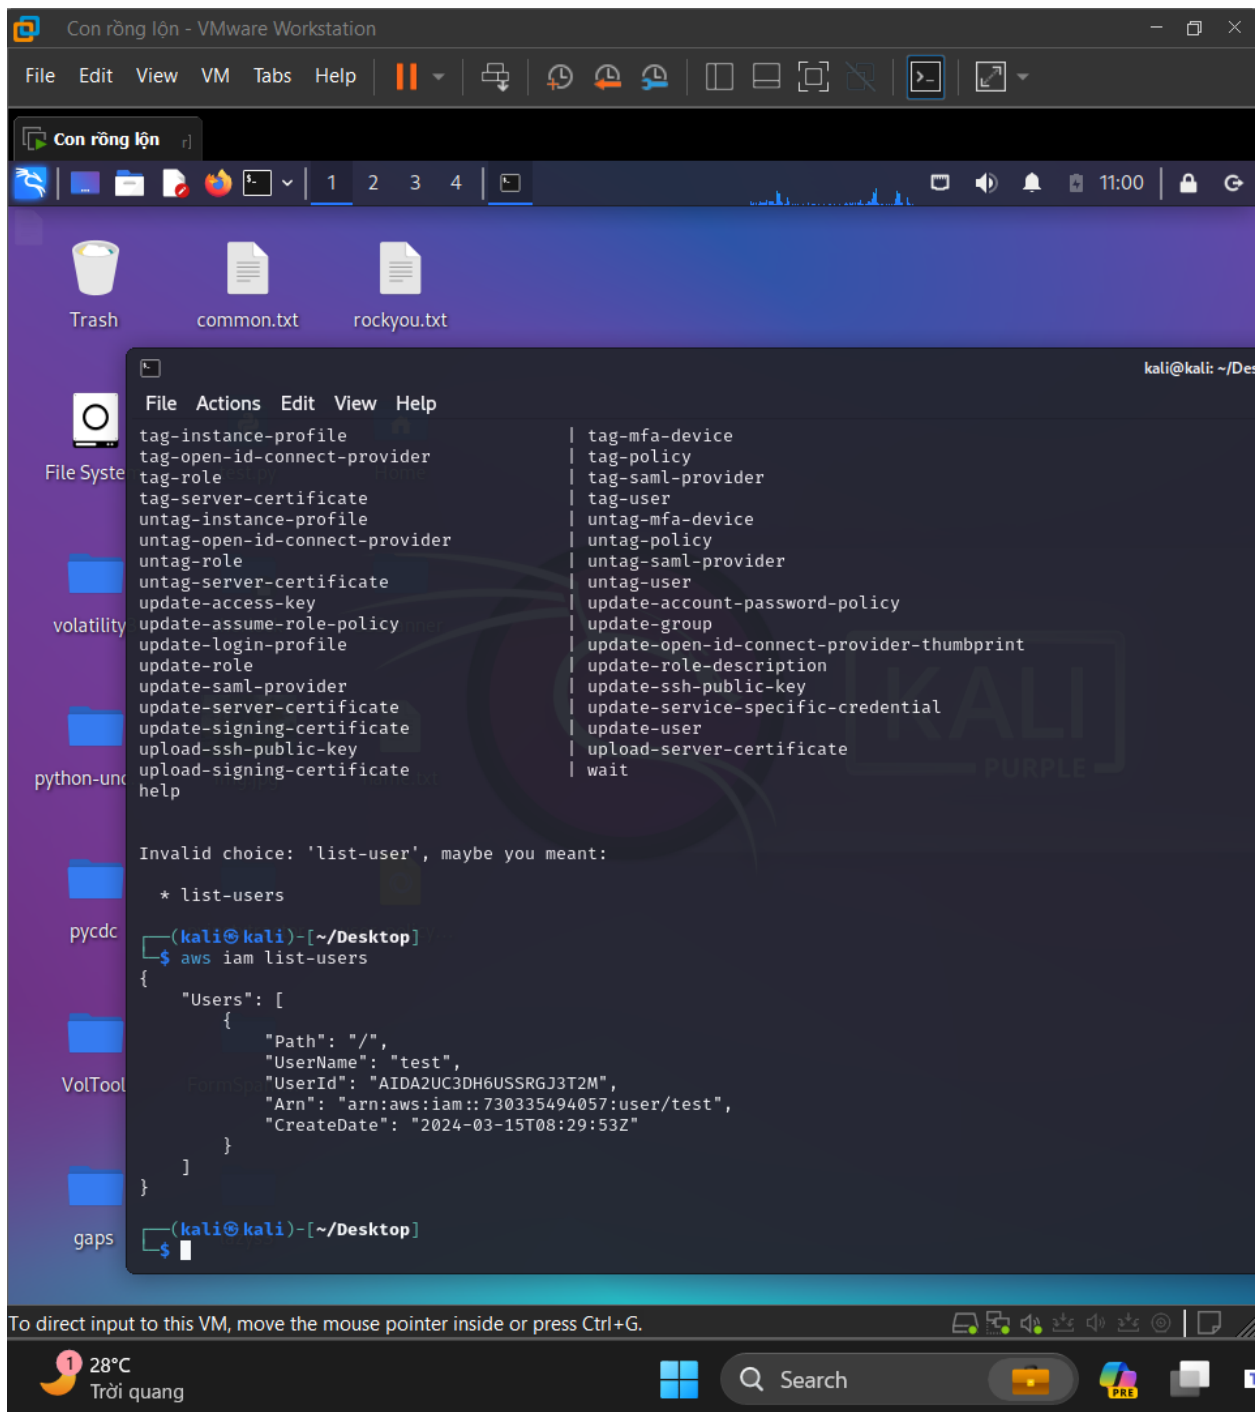 Con rồng lộn - VMware Workstation
File Edit View VM Tabs Help
Con rồng lộn
1 2 3 4 11:00
Trash common.txt rockyou.txt
kali@kali: ~/Des
File Actions Edit View Help
File Syste
volatility
python-unc
pycdc
VolTool
gaps
tag-instance-profile | tag-mfa-device
tag-open-id-connect-provider | tag-policy
tag-role | tag-saml-provider
tag-server-certificate | tag-user
untag-instance-profile | untag-mfa-device
untag-open-id-connect-provider | untag-policy
untag-role | untag-saml-provider
untag-server-certificate | untag-user
update-access-key | update-account-password-policy
update-assume-role-policy | update-group
update-login-profile | update-open-id-connect-provider-thumbprint
update-role | update-role-description
update-saml-provider | update-ssh-public-key
update-server-certificate | update-service-specific-credential
update-signing-certificate | update-user
upload-ssh-public-key | upload-server-certificate
upload-signing-certificate | wait
help
KALI
PURPLE
Invalid choice: 'list-user', maybe you meant:
* list-users
(kali㉿kali)-[~/Desktop]
$ aws iam list-users
{
"Users": [
{
"Path": "/",
"UserName": "test",
"UserId": "AIDA2UC3DH6USSRGJ3T2M",
"Arn": "arn:aws:iam::730335494057:user/test",
"CreateDate": "2024-03-15T08:29:53Z"
}
]
}
(kali㉿kali)-[~/Desktop]
$
To direct input to this VM, move the mouse pointer inside or press Ctrl+G.
1
28°C
Trời quang
Search
PRE